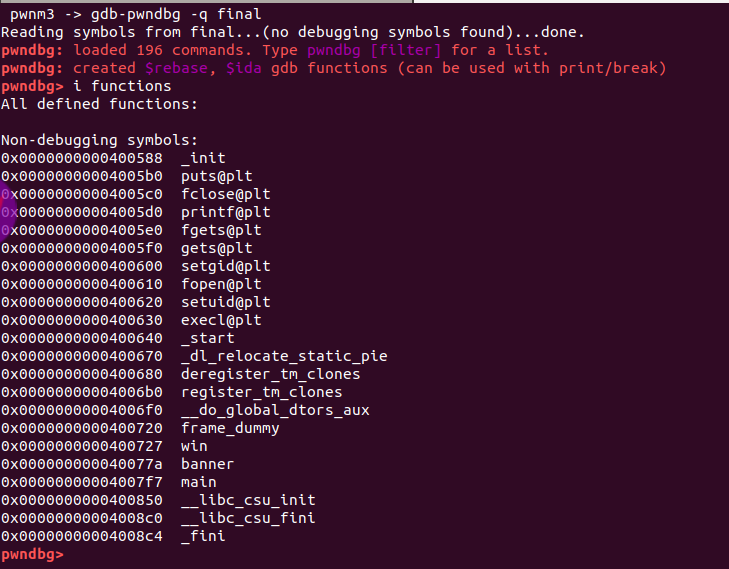 pwnm3 -> gdb-pwndbg -q final
Reading symbols from final...(no debugging symbols found)...done.
pwndbg: loaded 196 commands. Type pwndbg [filter] for a list.
pwndbg: created $rebase, $ida gdb functions (can be used with print/break)
pwndbg> i functions
All defined functions:

Non-debugging symbols:
0x0000000000400588  _init
0x00000000004005b0  puts@plt
0x00000000004005c0  fclose@plt
0x00000000004005d0  printf@plt
0x00000000004005e0  fgets@plt
0x00000000004005f0  gets@plt
0x0000000000400600  setgid@plt
0x0000000000400610  fopen@plt
0x0000000000400620  setuid@plt
0x0000000000400630  execl@plt
0x0000000000400640  _start
0x0000000000400670  _dl_relocate_static_pie
0x0000000000400680  deregister_tm_clones
0x00000000004006b0  register_tm_clones
0x00000000004006f0  __do_global_dtors_aux
0x0000000000400720  frame_dummy
0x0000000000400727  win
0x000000000040077a  banner
0x00000000004007f7  main
0x0000000000400850  __libc_csu_init
0x00000000004008c0  __libc_csu_fini
0x00000000004008c4  _fini
pwndbg>